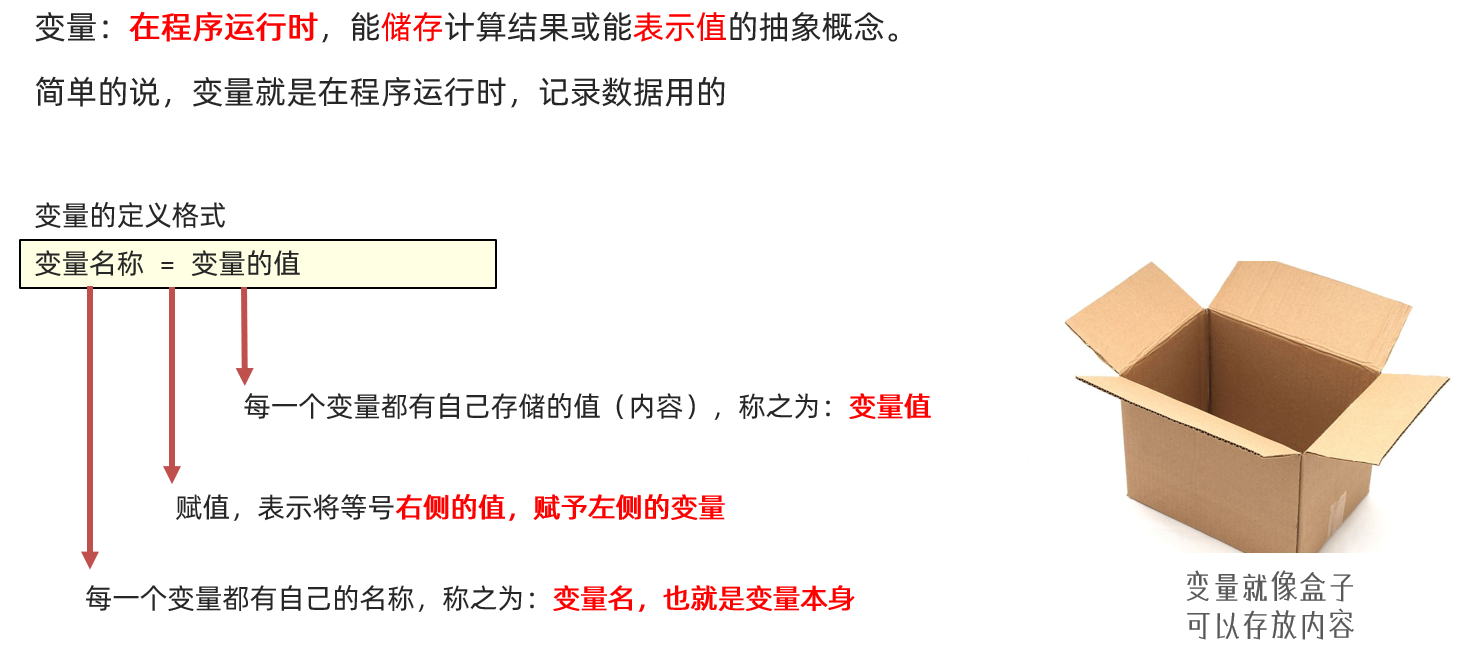 变量：在程序运行时，能储存计算结果或能表示值的抽象概念。
简单的说，变量就是在程序运行时，记录数据用的
变量的定义格式
变量名称 = 变量的值
每一个变量都有自己存储的值（内容），称之为：变量值
赋值，表示将等号右侧的值，赋予左侧的变量
每一个变量都有自己的名称，称之为：变量名，也就是变量本身
变量就像盒子
可以存放内容